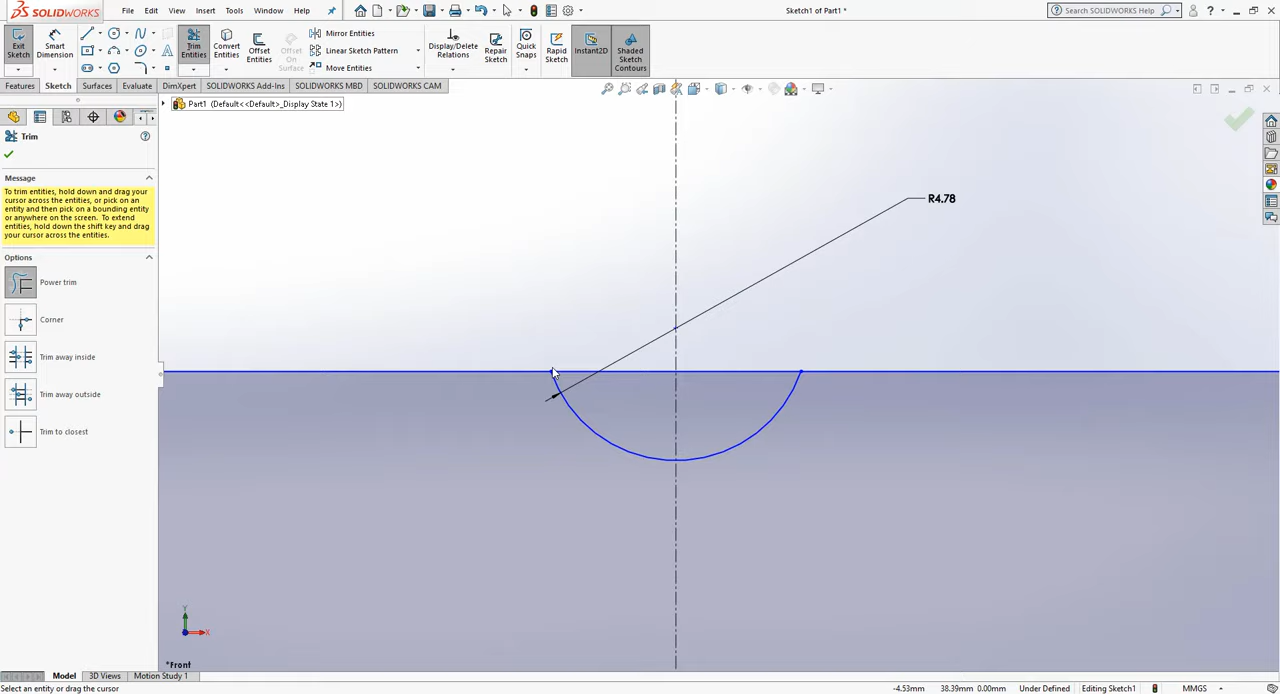 SOLIDWORKS
File Edit View Insert Tools Window Help
Sketch1 of Part1 *
Search SOLIDWORKS Help
Exit Sketch
Smart Dimension
Trim Entities
Convert Entities
Offset Entities
Offset On Surface
Mirror Entities
Linear Sketch Pattern
Move Entities
Display/Delete Relations
Repair Sketch
Quick Snaps
Rapid Sketch
Instant2D
Shaded Sketch Contours
Features Sketch Surfaces Evaluate DimXpert SOLIDWORKS Add-Ins SOLIDWORKS MBD SOLIDWORKS CAM
Part1 (Default<<Default>_Display State 1>)
Trim
Message
To trim entities, hold down and drag your
cursor across the entities, or pick on an
entity and then pick on a bounding entity
or anywhere on the screen. To extend
entities, hold down the shift key and drag
your cursor across the entities.
Options
Power trim
Corner
Trim away inside
Trim away outside
Trim to closest
R4.78
Y
X
*Front
Model 3D Views Motion Study 1
Select an entity or drag the cursor
-4.53mm 38.39mm 0.00mm Under Defined Editing Sketch1 MMGS